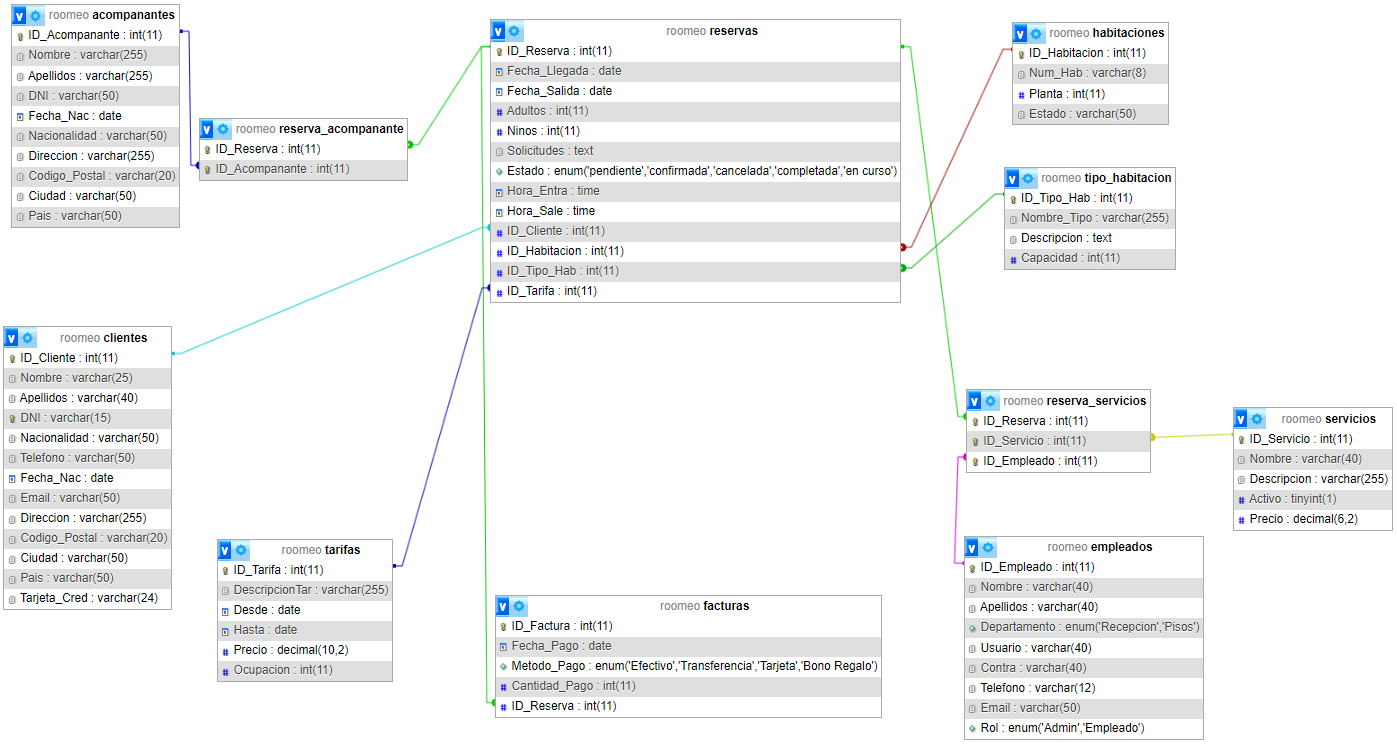 roomeo acompanantes
ID_Acompanante : int(11)
Nombre : varchar(255)
Apellidos : varchar(255)
DNI : varchar(50)
Fecha_Nac : date
Nacionalidad : varchar(50)
Direccion : varchar(255)
Codigo_Postal : varchar(20)
Ciudad : varchar(50)
Pais : varchar(50)
roomeo reserva_acompanante
ID_Reserva : int(11)
ID_Acompanante : int(11)
roomeo reservas
ID_Reserva : int(11)
Fecha_Llegada : date
Fecha_Salida : date
Adultos : int(11)
Ninos : int(11)
Solicitudes : text
Estado : enum('pendiente','confirmada','cancelada','completada','en curso')
Hora_Entra : time
Hora_Sale : time
ID_Cliente : int(11)
ID_Habitacion : int(11)
ID_Tipo_Hab : int(11)
ID_Tarifa : int(11)
roomeo habitaciones
ID_Habitacion : int(11)
Num_Hab : varchar(8)
Planta : int(11)
Estado : varchar(50)
roomeo tipo_habitacion
ID_Tipo_Hab : int(11)
Nombre_Tipo : varchar(255)
Descripcion : text
Capacidad : int(11)
roomeo clientes
ID_Cliente : int(11)
Nombre : varchar(25)
Apellidos : varchar(40)
DNI : varchar(15)
Nacionalidad : varchar(50)
Telefono : varchar(50)
Fecha_Nac : date
Email : varchar(50)
Direccion : varchar(255)
Codigo_Postal : varchar(20)
Ciudad : varchar(50)
Pais : varchar(50)
Tarjeta_Cred : varchar(24)
roomeo tarifas
ID_Tarifa : int(11)
DescripcionTar : varchar(255)
Desde : date
Hasta : date
Precio : decimal(10,2)
Ocupacion : int(11)
roomeo facturas
ID_Factura : int(11)
Fecha_Pago : date
Metodo_Pago : enum('Efectivo','Transferencia','Tarjeta','Bono Regalo')
Cantidad_Pago : int(11)
ID_Reserva : int(11)
roomeo reserva_servicios
ID_Reserva : int(11)
ID_Servicio : int(11)
ID_Empleado : int(11)
roomeo servicios
ID_Servicio : int(11)
Nombre : varchar(40)
Descripcion : varchar(255)
Activo : tinyint(1)
Precio : decimal(6,2)
roomeo empleados
ID_Empleado : int(11)
Nombre : varchar(40)
Apellidos : varchar(40)
Departamento : enum('Recepcion','Pisos')
Usuario : varchar(40)
Contra : varchar(40)
Telefono : varchar(12)
Email : varchar(50)
Rol : enum('Admin','Empleado')